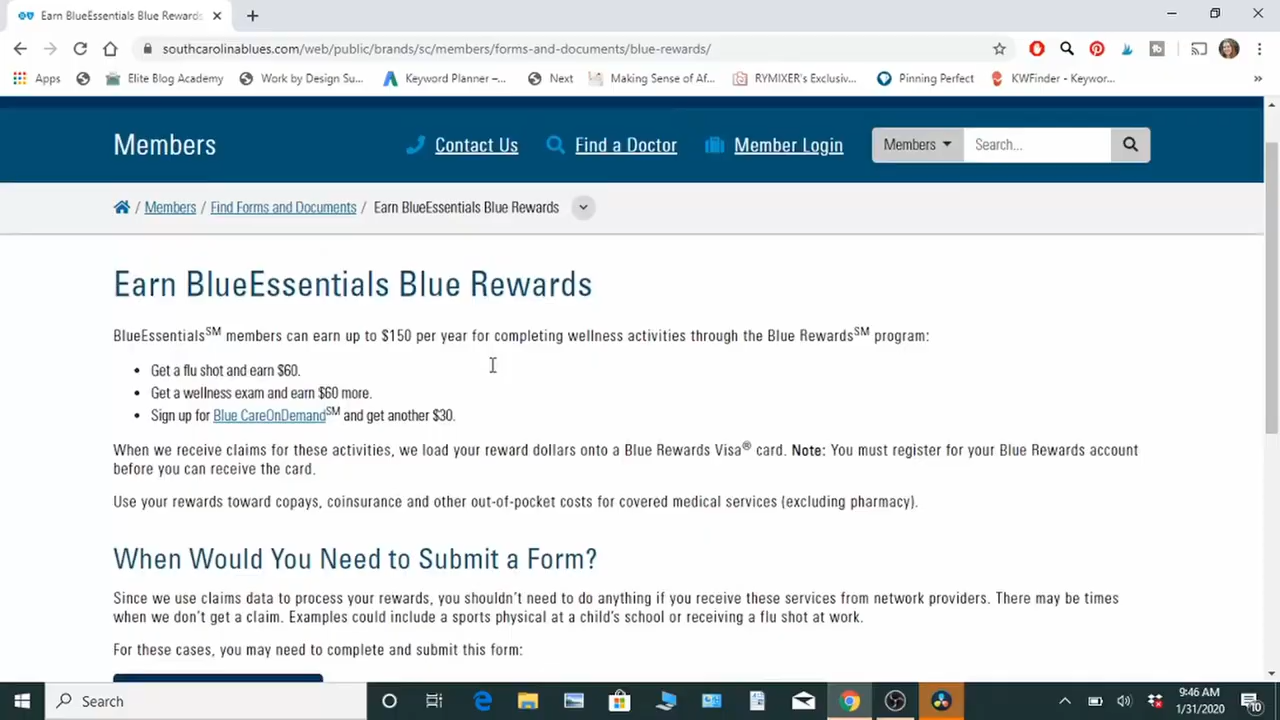 Earn BlueEssentials Blue Rewards
southcarolinablues.com/web/public/brands/sc/members/forms-and-documents/blue-rewards/
Apps Elite Blog Academy Work by Design Su... Keyword Planner –... Next Making Sense of Af... RYMIXER's Exclusiv... Pinning Perfect KWFinder - Keywor... »
Members Contact Us Find a Doctor Member Login Members Search...
/ Members / Find Forms and Documents / Earn BlueEssentials Blue Rewards
Earn BlueEssentials Blue Rewards
BlueEssentialsSM members can earn up to $150 per year for completing wellness activities through the Blue RewardsSM program:
• Get a flu shot and earn $60.
• Get a wellness exam and earn $60 more.
• Sign up for Blue CareOnDemandSM and get another $30.
When we receive claims for these activities, we load your reward dollars onto a Blue Rewards Visa® card. Note: You must register for your Blue Rewards account
before you can receive the card.
Use your rewards toward copays, coinsurance and other out-of-pocket costs for covered medical services (excluding pharmacy).
When Would You Need to Submit a Form?
Since we use claims data to process your rewards, you shouldn't need to do anything if you receive these services from network providers. There may be times
when we don't get a claim. Examples could include a sports physical at a child's school or receiving a flu shot at work.
For these cases, you may need to complete and submit this form:
Search
9:46 AM
1/31/2020
10